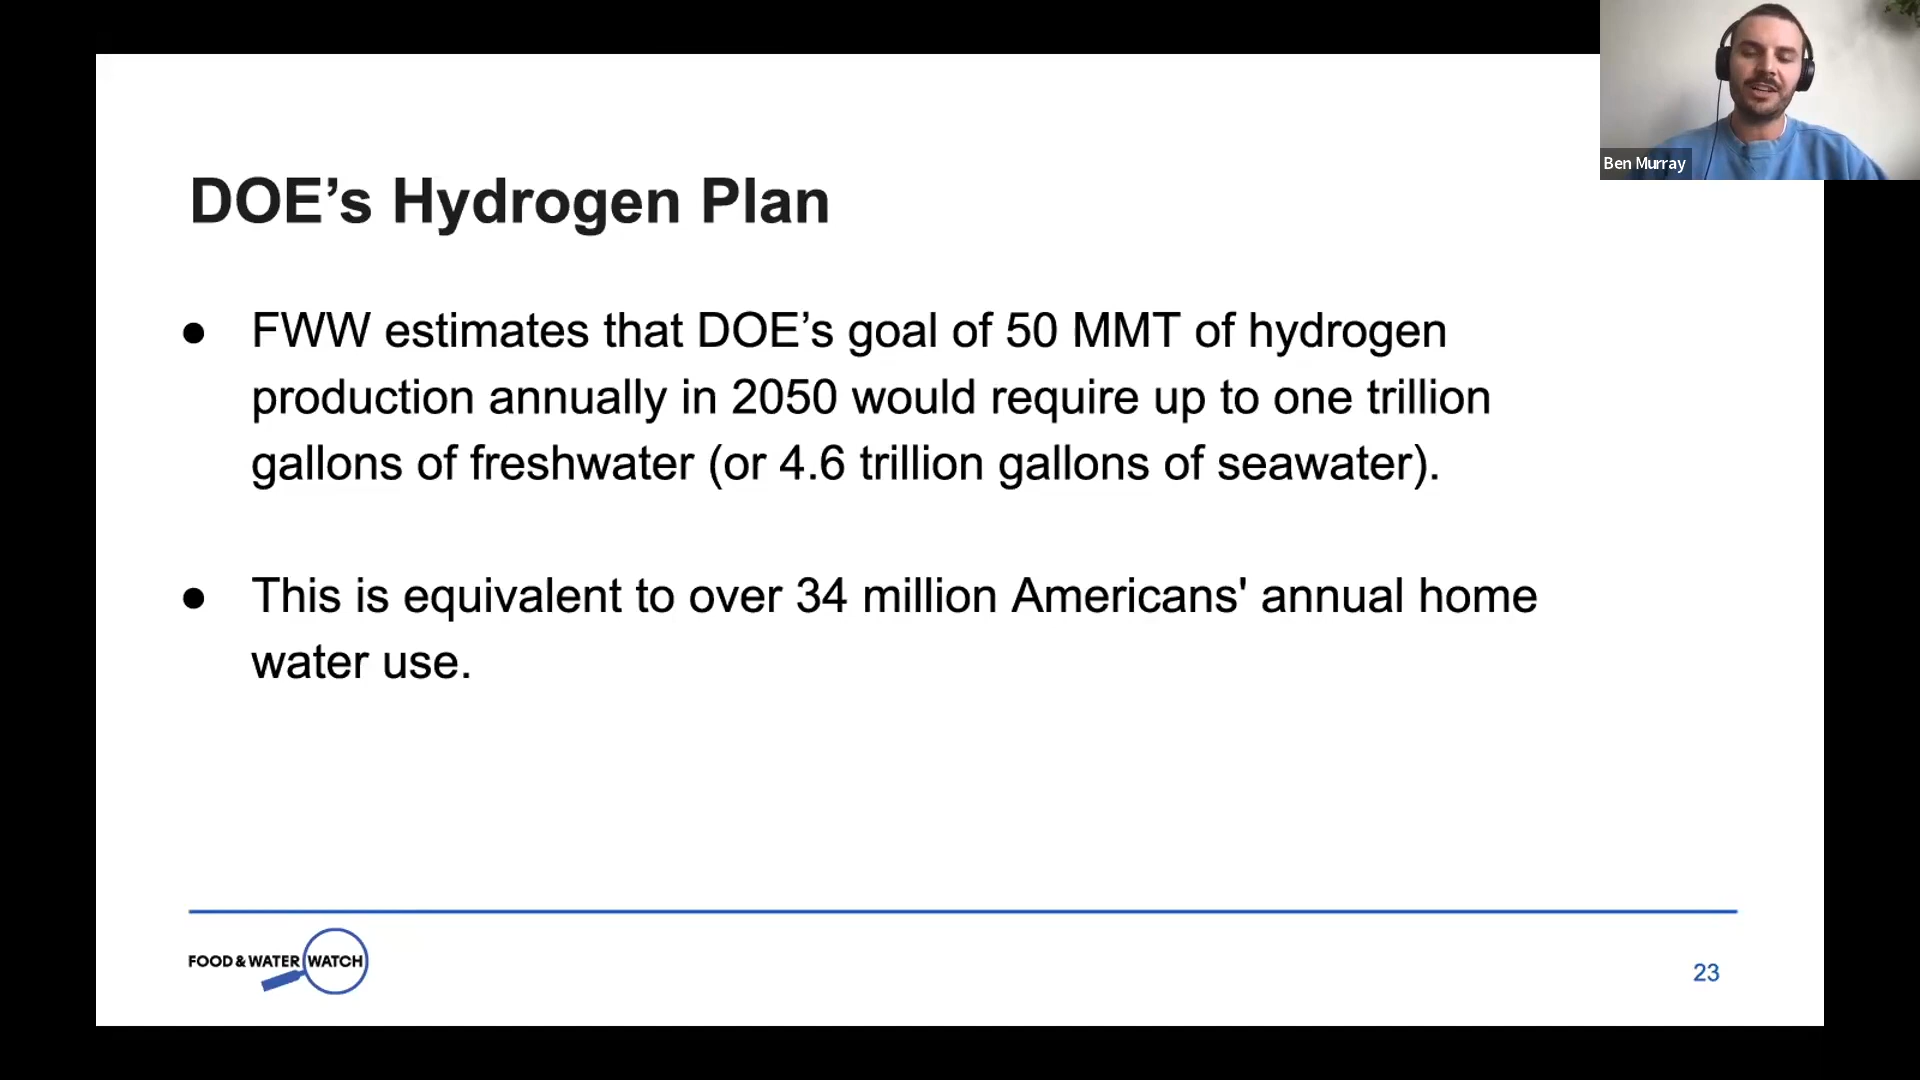 Ben Murray
DOE’s Hydrogen Plan
● FWW estimates that DOE’s goal of 50 MMT of hydrogen
production annually in 2050 would require up to one trillion
gallons of freshwater (or 4.6 trillion gallons of seawater).
● This is equivalent to over 34 million Americans' annual home
water use.
FOOD & WATER WATCH
23